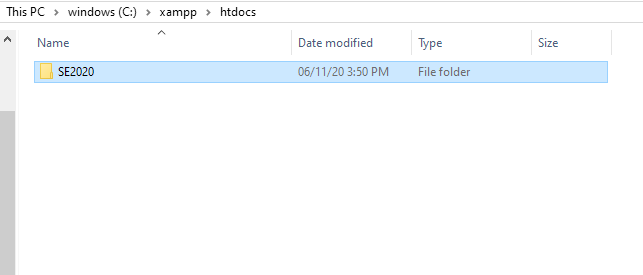 This PC > windows (C:) > xampp > htdocs
Name Date modified Type Size
SE2020 06/11/20 3:50 PM File folder